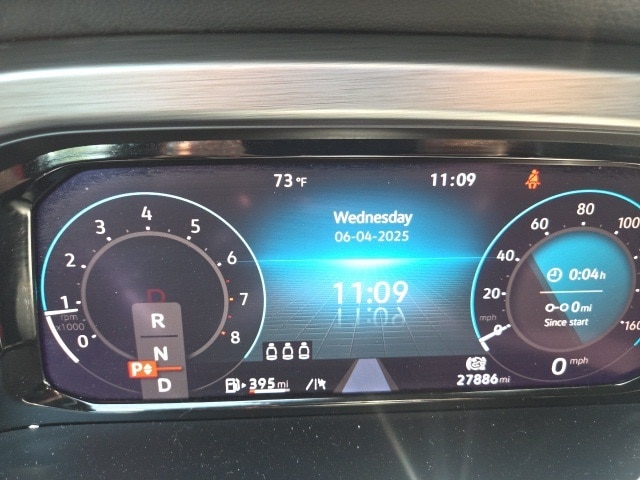 73 °F
11:09
Wednesday
06-04-2025
11:09
0
1
2
3
4
5
6
7
8
rpm
x1000
P
R
N
D
395 mi
27886 mi
0
20
40
60
80
100
160
mph
0:04 h
0 mi
Since start
0 mph